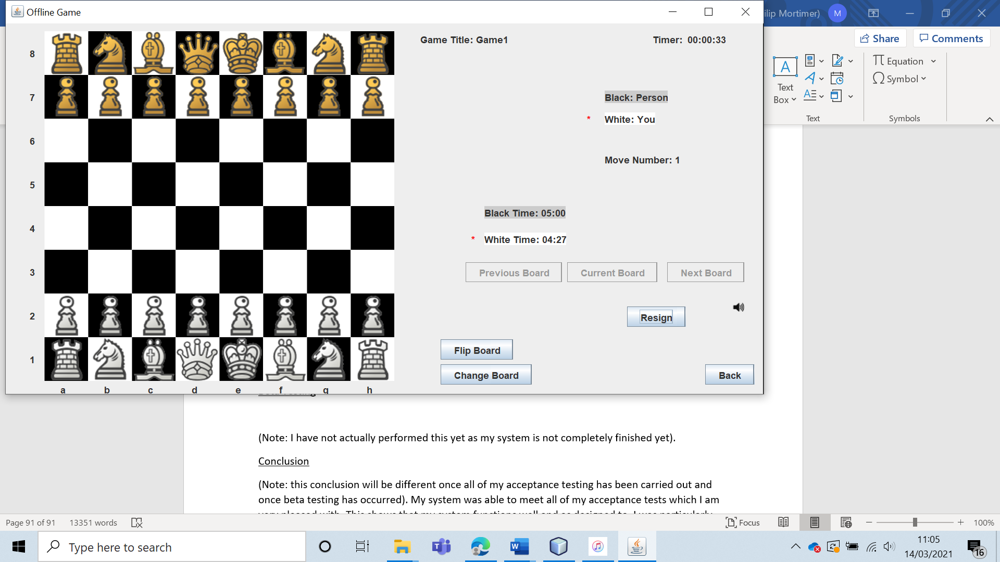 Offline Game
ilip Mortimer)
M
Share
Comments
Game Title: Game1
Timer: 00:00:33
8
7
6
5
4
3
2
1
a b c d e f g h
Black: Person
* White: You
Move Number: 1
Black Time: 05:00
* White Time: 04:27
Previous Board
Current Board
Next Board
Resign
Flip Board
Change Board
Back
A
Text
Box
Equation
Symbol
Text
Symbols
(Note: I have not actually performed this yet as my system is not completely finished yet).
Conclusion
(Note: this conclusion will be different once all of my acceptance testing has been carried out and
once beta testing has occurred). My system was able to meet all of my acceptance tests which I am
Page 91 of 91
13351 words
Focus
100%
Type here to search
11:05
14/03/2021
16